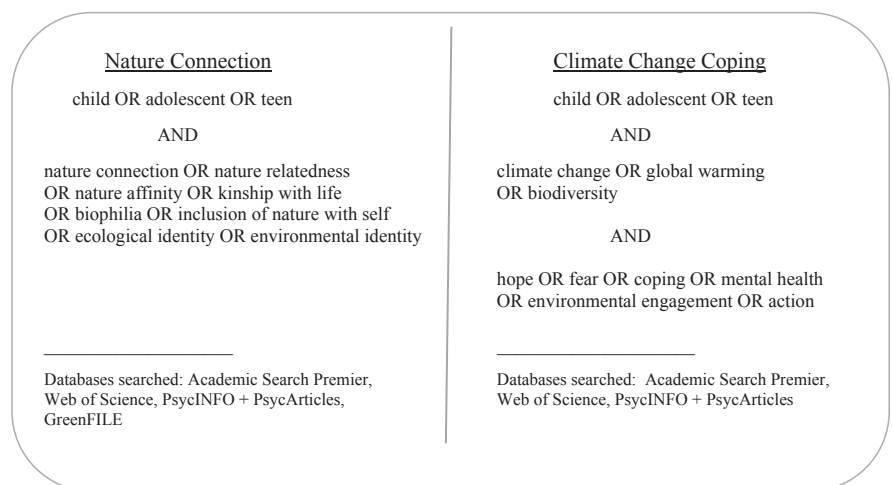 Nature Connection
child OR adolescent OR teen
AND
nature connection OR nature relatedness
OR nature affinity OR kinship with life
OR biophilia OR inclusion of nature with self
OR ecological identity OR environmental identity
Databases searched: Academic Search Premier,
Web of Science, PsycINFO + PsycArticles,
GreenFILE
Climate Change Coping
child OR adolescent OR teen
AND
climate change OR global warming
OR biodiversity
AND
hope OR fear OR coping OR mental health
OR environmental engagement OR action
Databases searched: Academic Search Premier,
Web of Science, PsycINFO + PsycArticles